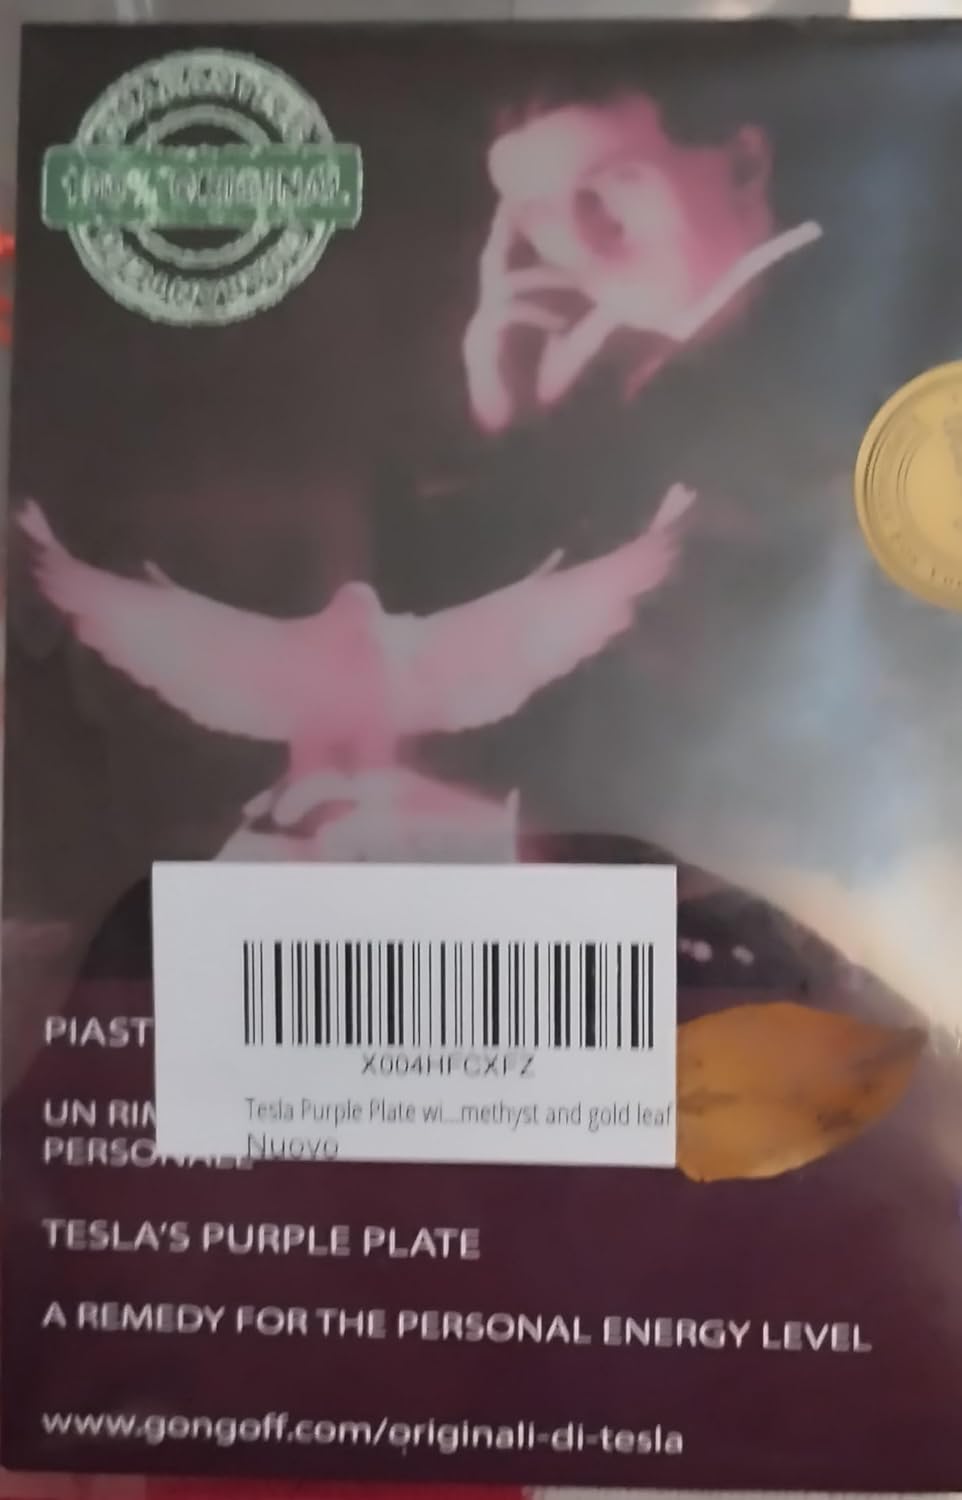 100% ORIGINAL
PIAST
UN RIM
PERSONALE
X004HFCXFZ
Tesla Purple Plate wi...methyst and gold leaf
Nuovo
TESLA'S PURPLE PLATE
A REMEDY FOR THE PERSONAL ENERGY LEVEL
www.gongoff.com/originali-di-tesla